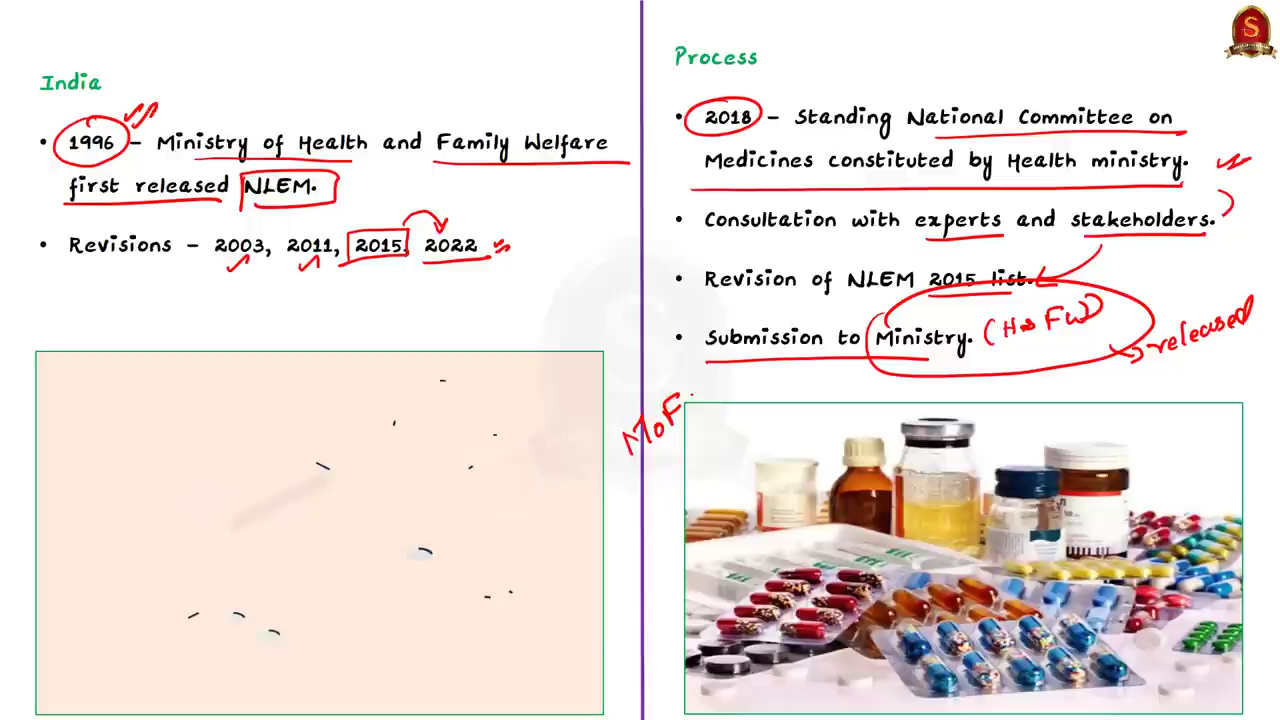 India
• 1996 - Ministry of Health and Family Welfare
first released NLEM.
• Revisions - 2003, 2011, 2015, 2022
Process
• 2018 - Standing National Committee on
Medicines constituted by Health ministry.
• Consultation with experts and stakeholders.
• Revision of NLEM 2015 list.
• Submission to Ministry. (H&FW)
released
MoF
S